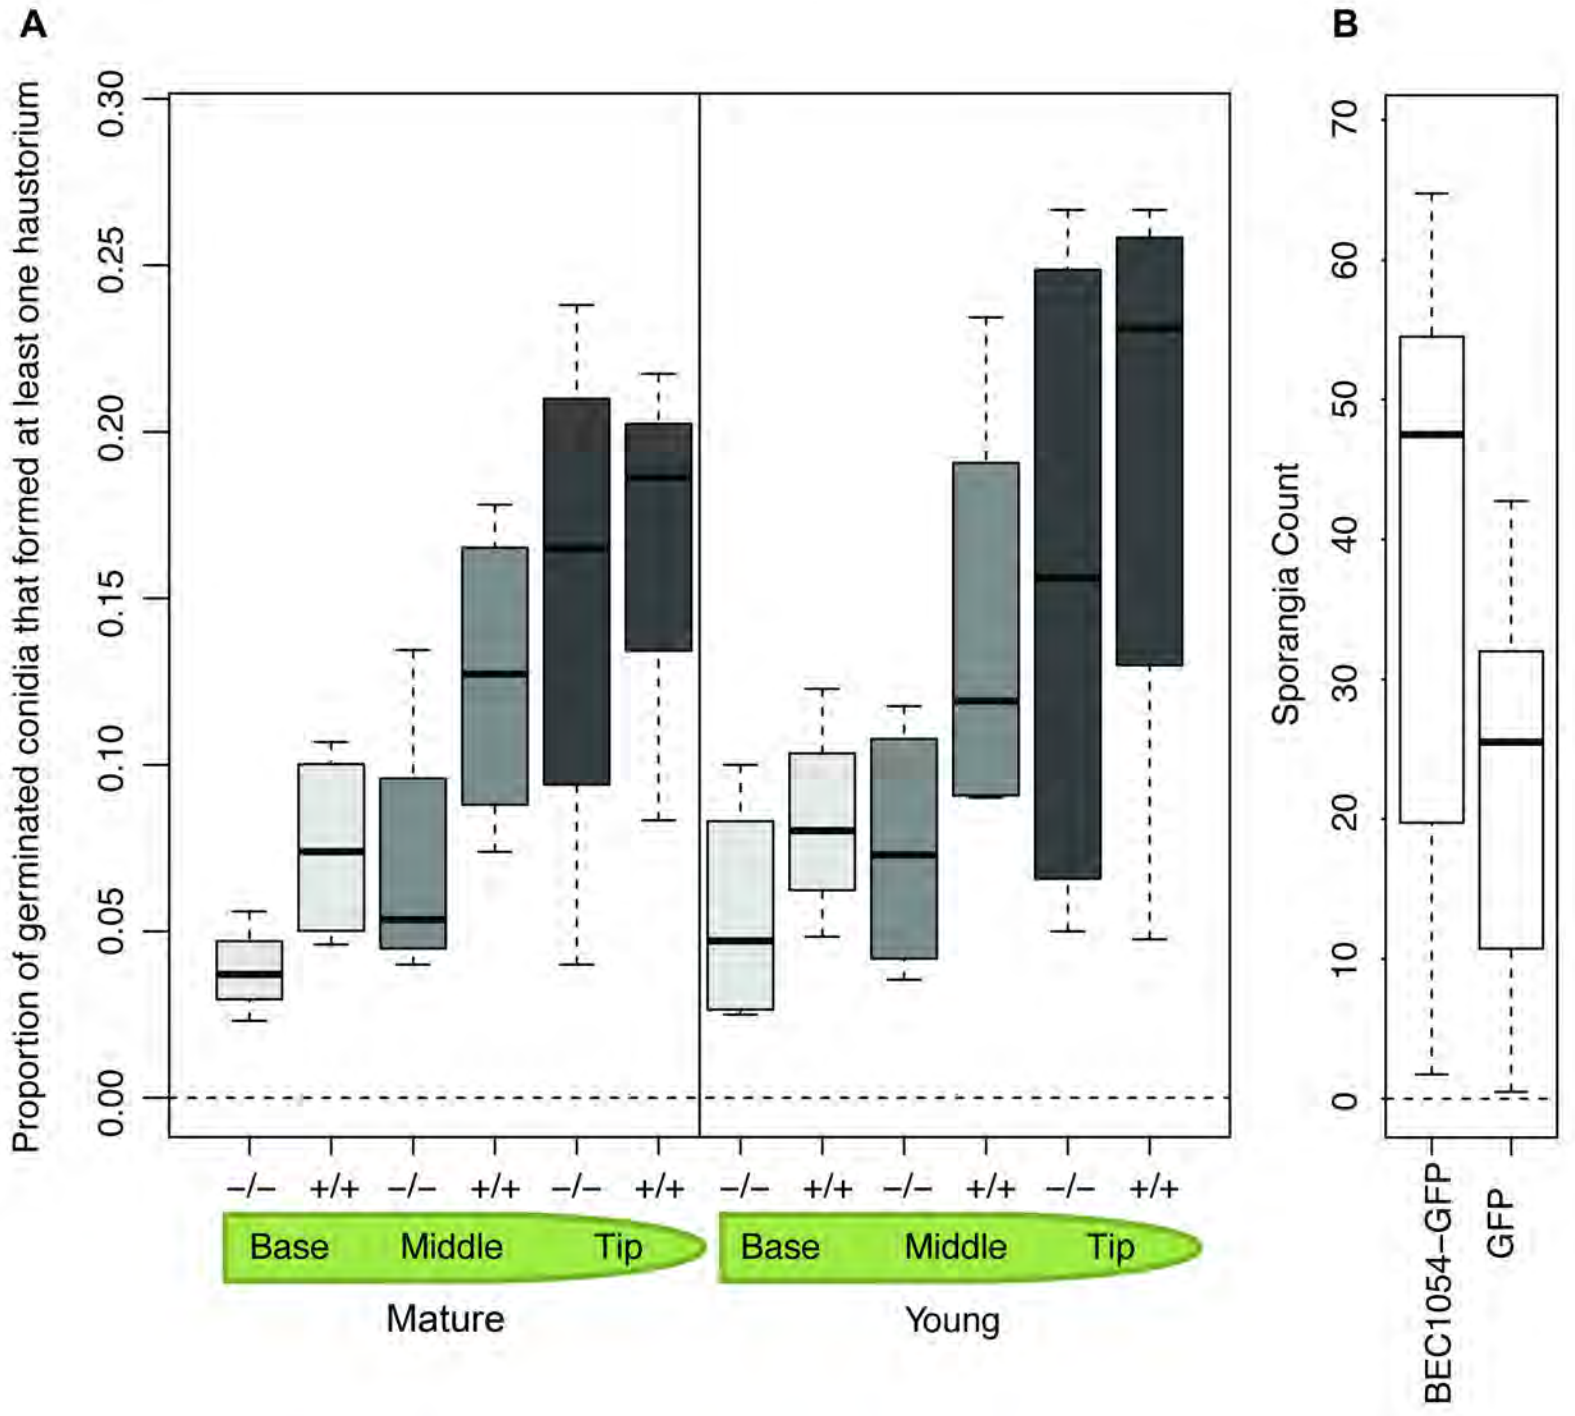 A
B
Proportion of germinated conidia that formed at least one haustorium
0.30
0.25
0.20
0.15
0.10
0.05
0.00
−/− +/+ −/− +/+ −/− +/+ −/− +/+ −/− +/+ −/− +/+
Base Middle Tip Base Middle Tip
Mature Young
Sporangia Count
70
60
50
40
30
20
10
0
BEC1054−GFP
GFP